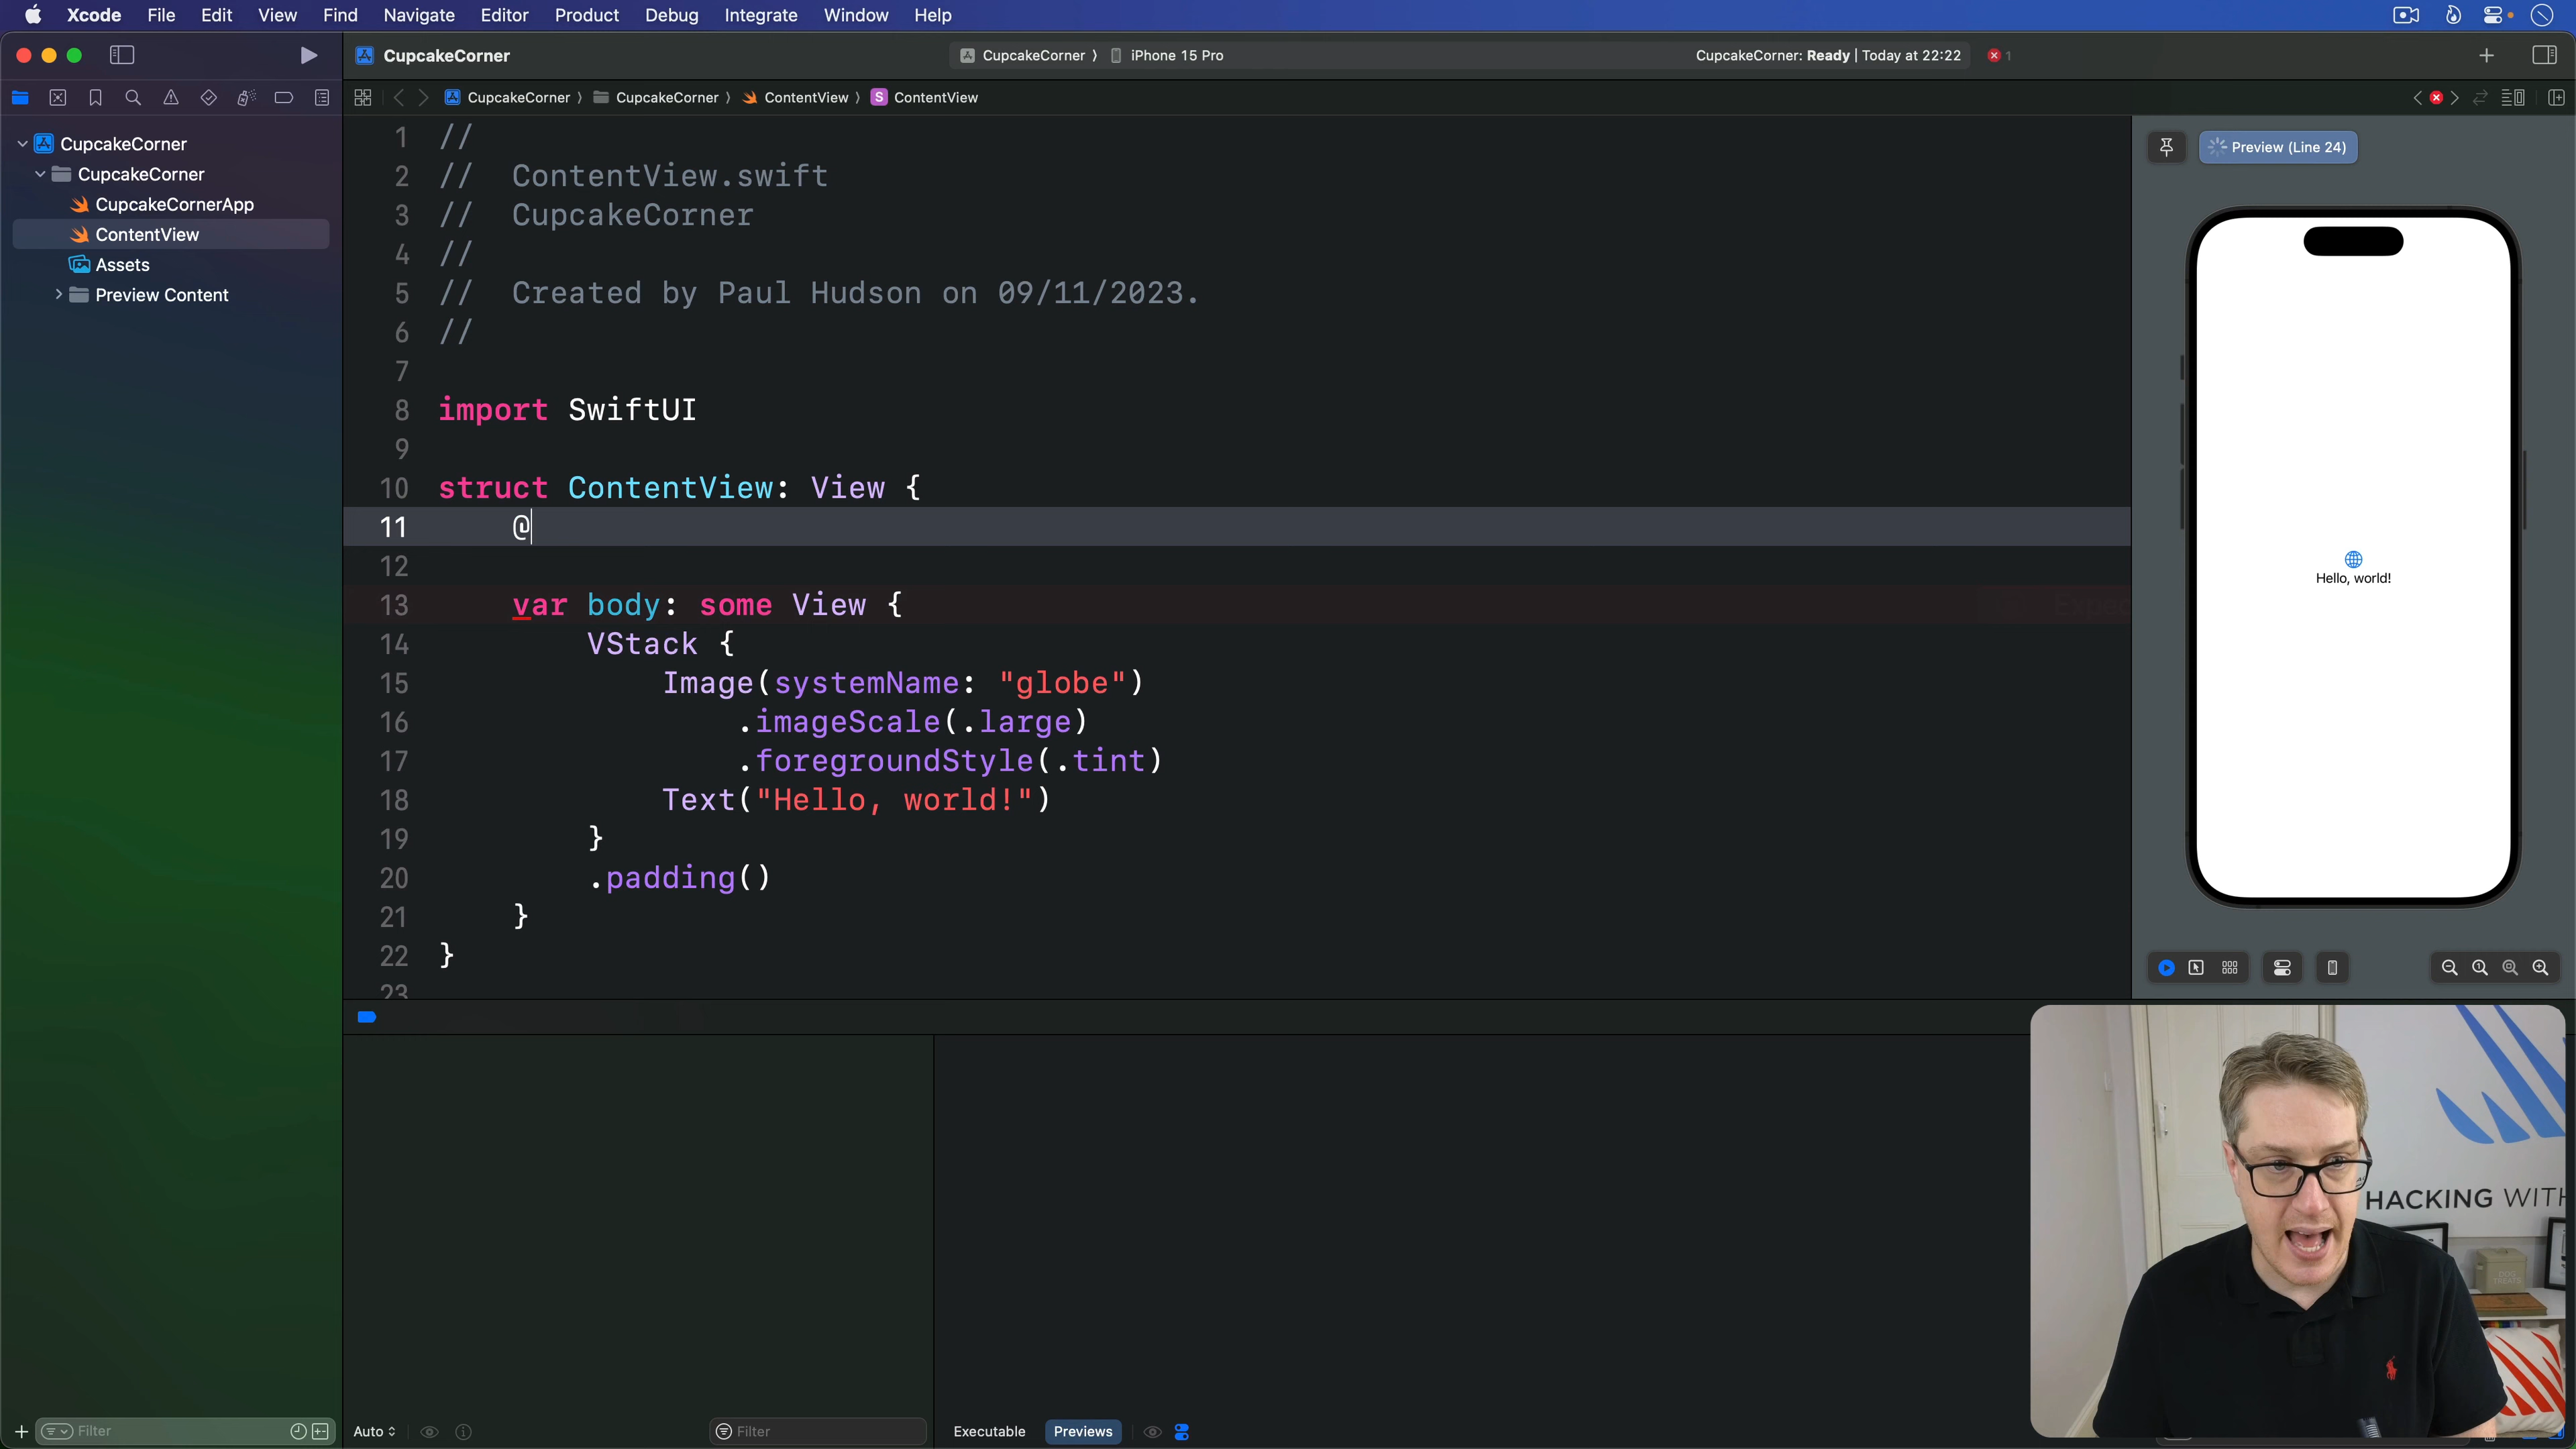 Xcode File Edit View Find Navigate Editor Product Debug Integrate Window Help
CupcakeCorner
CupcakeCorner ⟩ iPhone 15 Pro
CupcakeCorner: Ready | Today at 22:22
1
CupcakeCorner ⟩ CupcakeCorner ⟩ ContentView ⟩ S ContentView
CupcakeCorner
CupcakeCorner
CupcakeCornerApp
ContentView
Assets
Preview Content
1 //
2 //  ContentView.swift
3 //  CupcakeCorner
4 //
5 //  Created by Paul Hudson on 09/11/2023.
6 //
7
8 import SwiftUI
9
10 struct ContentView: View {
11     @
12
13     var body: some View {
14         VStack {
15             Image(systemName: "globe")
16                 .imageScale(.large)
17                 .foregroundStyle(.tint)
18             Text("Hello, world!")
19         }
20         .padding()
21     }
22 }
23
Preview (Line 24)
Hello, world!
HACKING WITH
Filter
Auto
Filter
Executable Previews